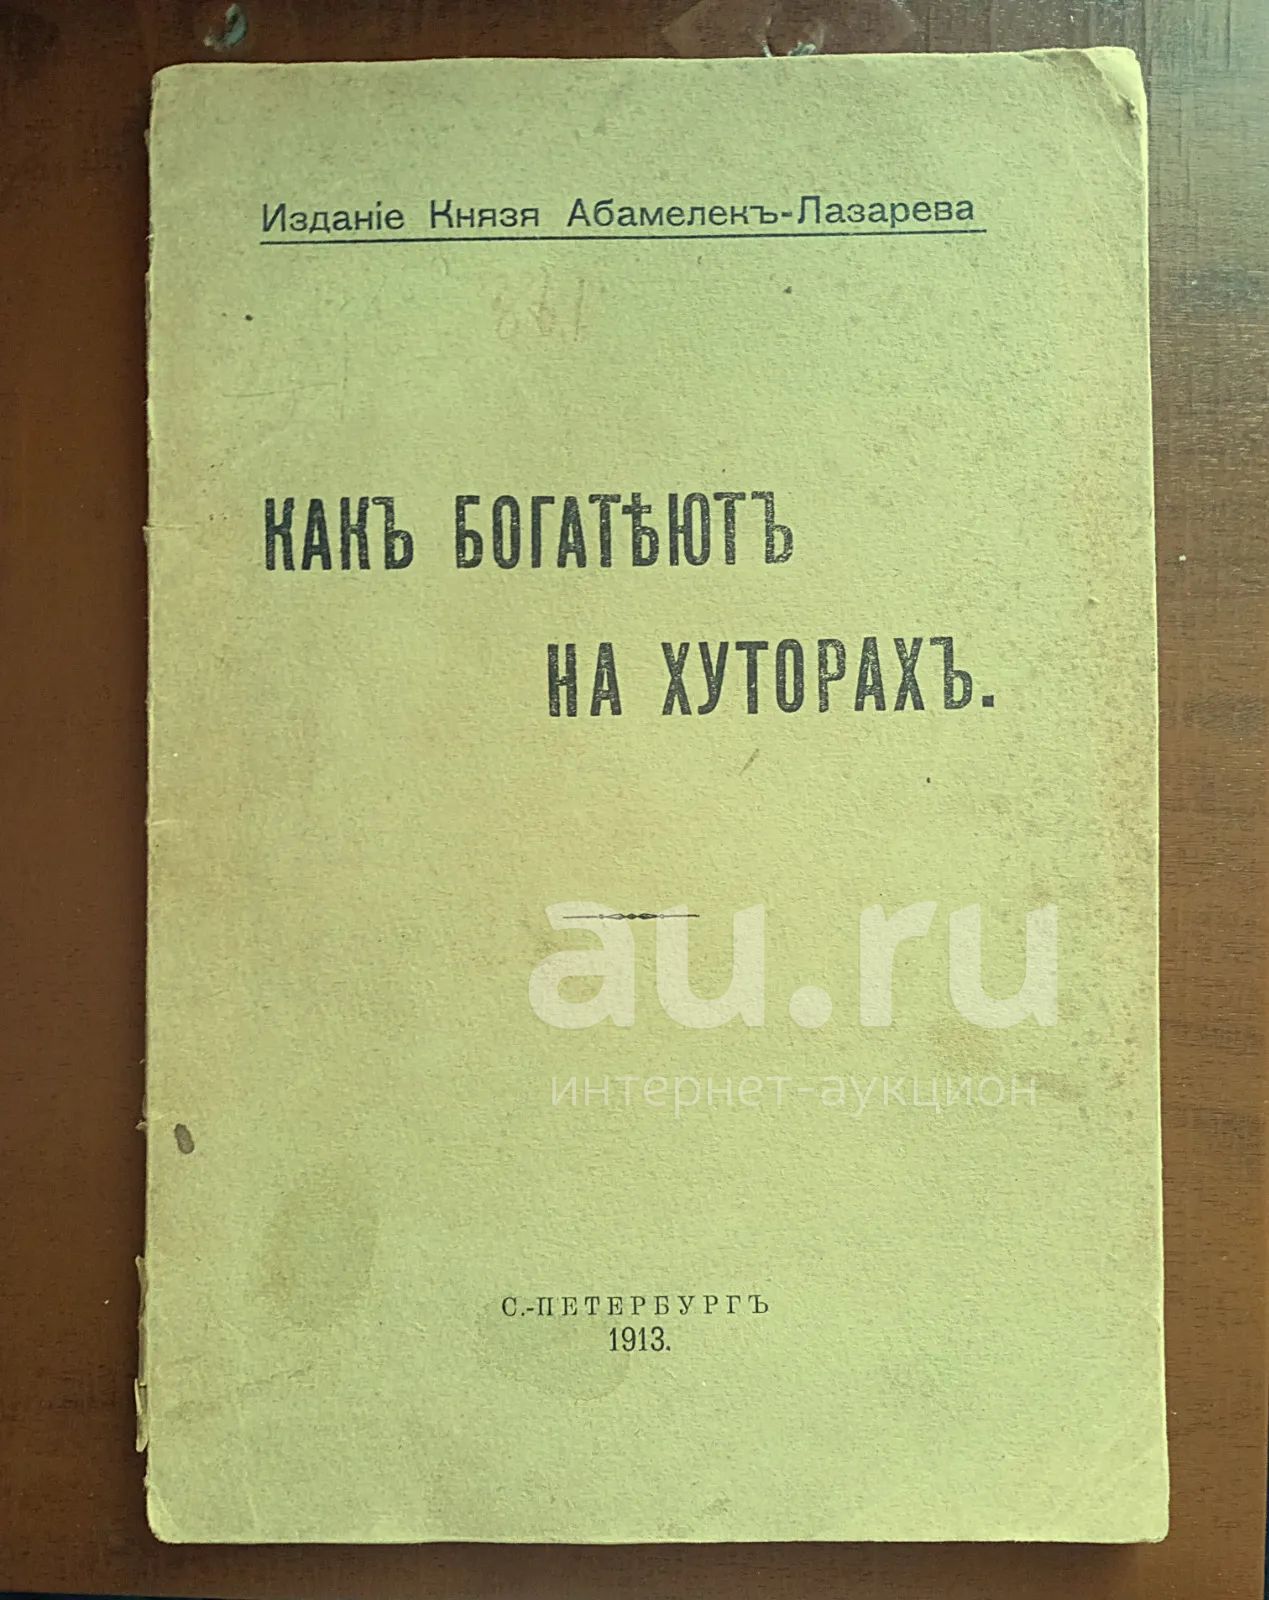 Изданіе Князя Абамелекъ-Лазарева
КАКЪ БОГАТѢЮТЪ
НА ХУТОРАХЪ.
au.ru
интернет-аукцион
С.-ПЕТЕРБУРГЪ
1913.